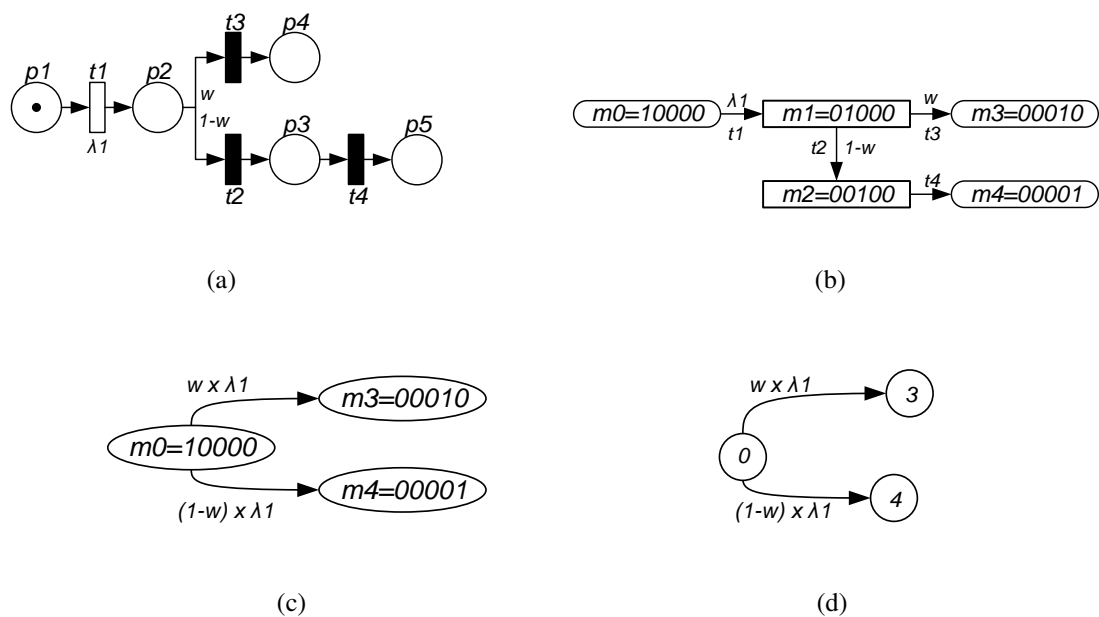 p1
t1
p2
t3
p4
λ1
w
1-w
p3
p5
t2
t4
(a)
m0=10000
λ1
t1
m1=01000
w
t3
m3=00010
t2
1-w
m2=00100
t4
m4=00001
(b)
w x λ1
m3=00010
m0=10000
m4=00001
(1-w) x λ1
(c)
w x λ1
3
0
4
(1-w) x λ1
(d)